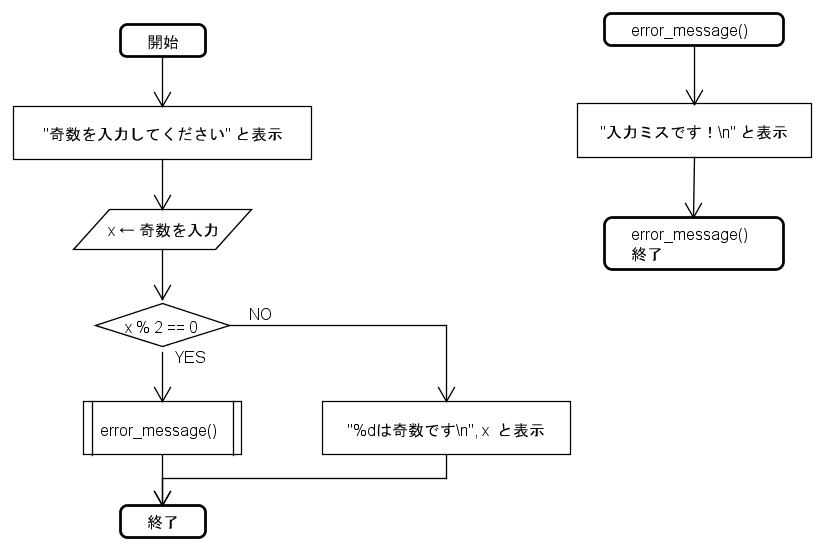 開始
"奇数を入力してください" と表示
x ← 奇数を入力
x % 2 == 0
NO
YES
error_message()
"%dは奇数です\n", x と表示
終了
error_message()
"入力ミスです！\n" と表示
error_message()
終了